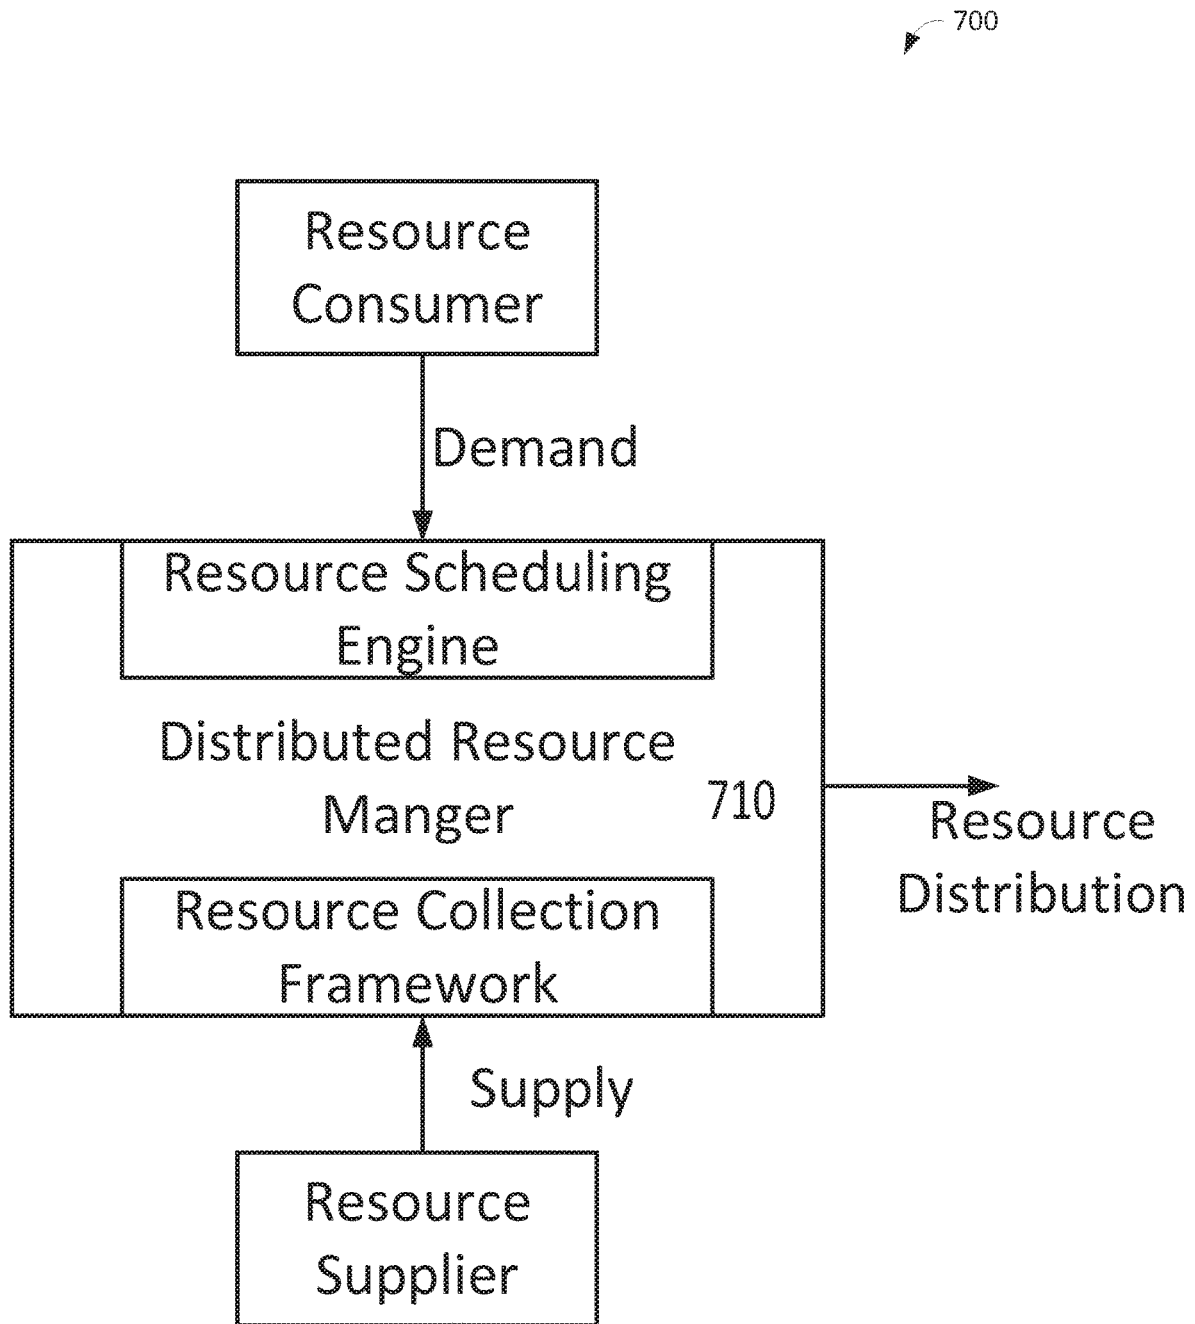 700
Resource
Consumer
Demand
Resource Scheduling
Engine
Distributed Resource
Manger
710
Resource
Distribution
Resource Collection
Framework
Supply
Resource
Supplier